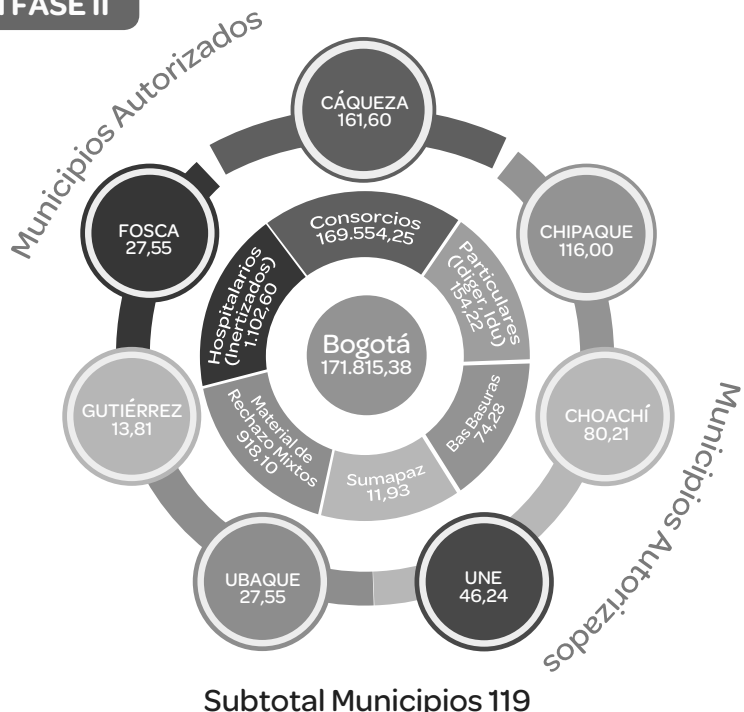 FASE II
Municipios Autorizados
CÁQUEZA
161,60
FOSCA
27,55
CHIPAQUE
116,00
Consorcios
169.554,25
Particulares
(Idiger, Idu)
154,22
Hospitalarios
(Inertizados)
1.102,60
Bogotá
171.815,38
GUTIÉRREZ
13,81
CHOACHÍ
80,21
Bas Basuras
74,28
Material de
Rechazo Mixtos
918,10
Sumapaz
11,93
Municipios Autorizados
UBAQUE
27,55
UNE
46,24
Subtotal Municipios 119